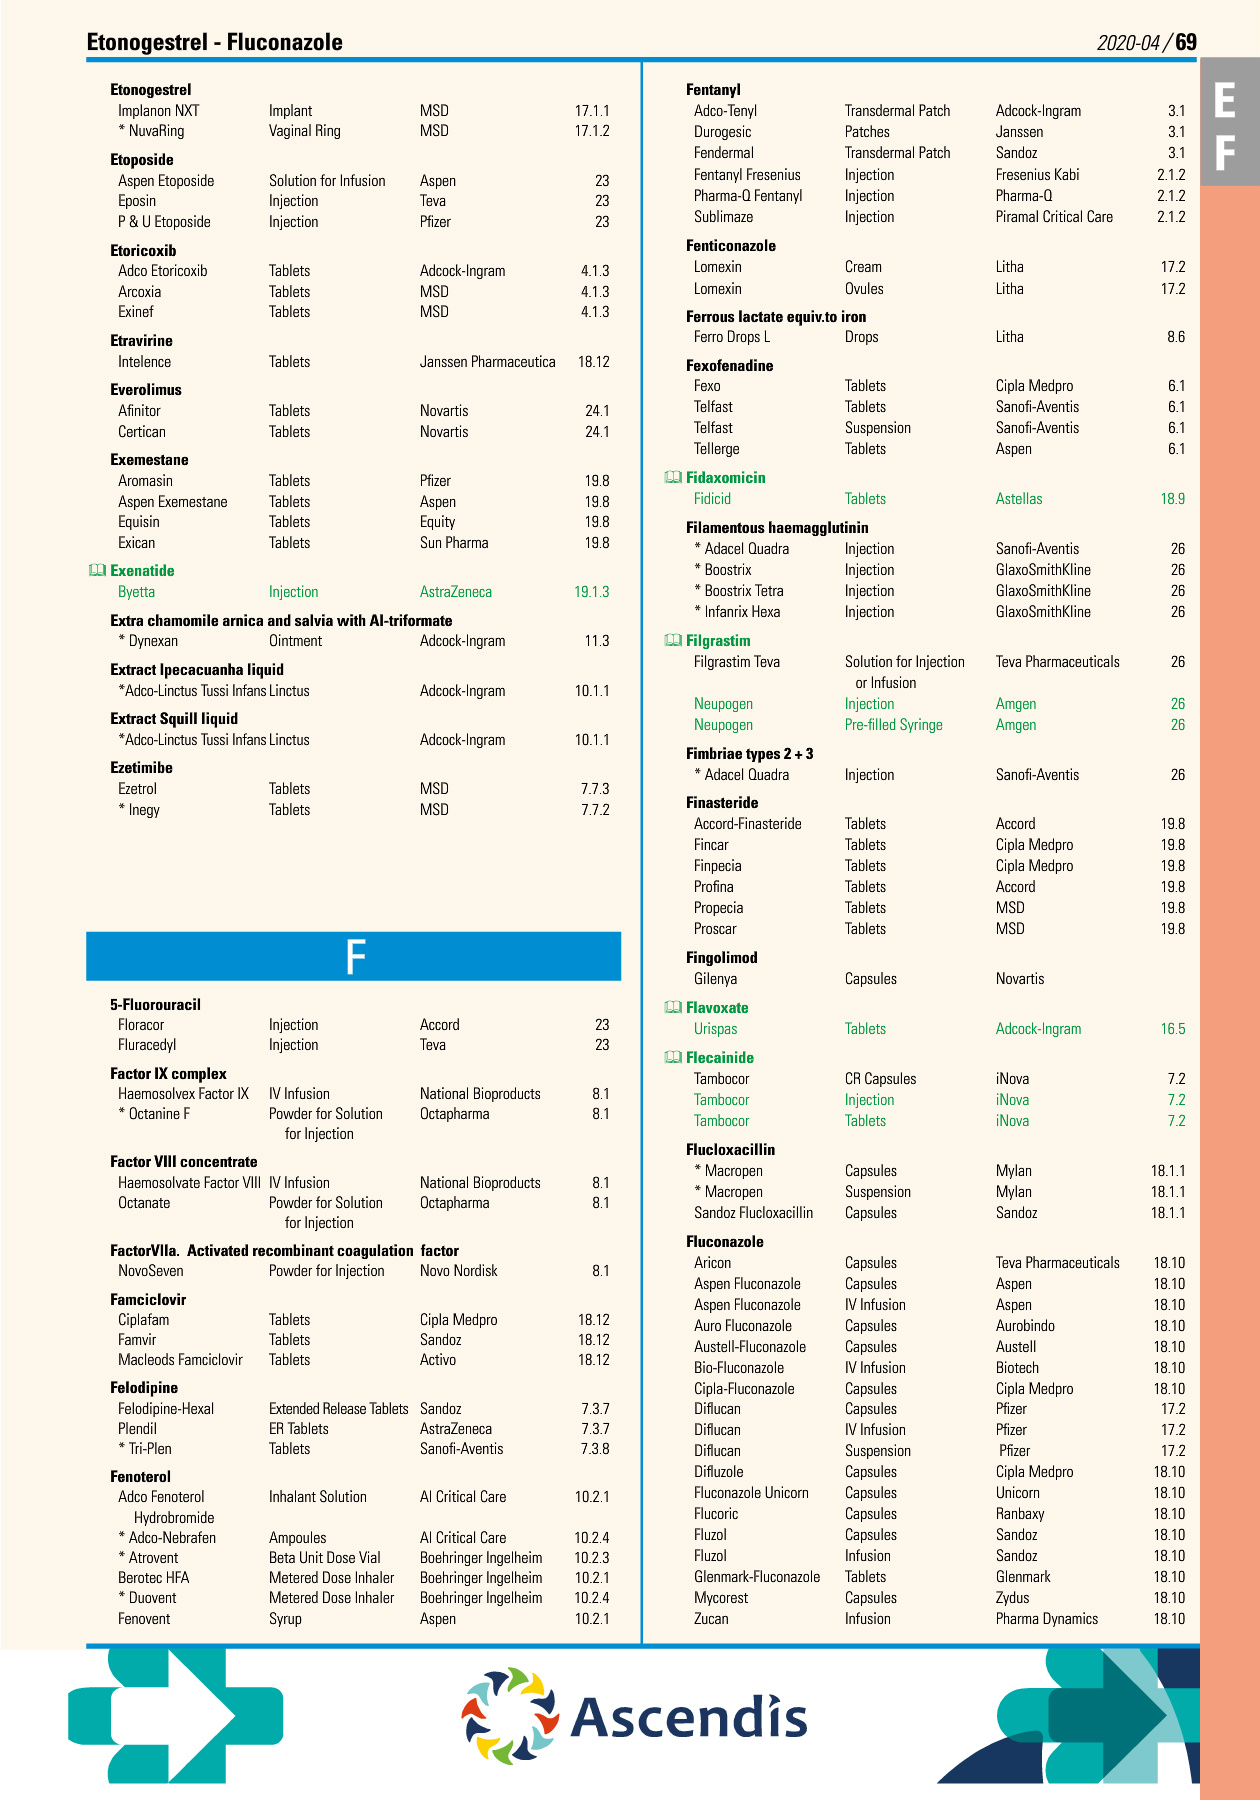 Etonogestrel - Fluconazole 2020-04 / 69
E
F
Etonogestrel
Implanon NXT Implant MSD 17.1.1
* NuvaRing Vaginal Ring MSD 17.1.2
Etoposide
Aspen Etoposide Solution for Infusion Aspen 23
Eposin Injection Teva 23
P & U Etoposide Injection Pfizer 23
Etoricoxib
Adco Etoricoxib Tablets Adcock-Ingram 4.1.3
Arcoxia Tablets MSD 4.1.3
Exinef Tablets MSD 4.1.3
Etravirine
Intelence Tablets Janssen Pharmaceutica 18.12
Everolimus
Afinitor Tablets Novartis 24.1
Certican Tablets Novartis 24.1
Exemestane
Aromasin Tablets Pfizer 19.8
Aspen Exemestane Tablets Aspen 19.8
Equisin Tablets Equity 19.8
Exican Tablets Sun Pharma 19.8
Exenatide
Byetta Injection AstraZeneca 19.1.3
Extra chamomile arnica and salvia with Al-triformate
* Dynexan Ointment Adcock-Ingram 11.3
Extract Ipecacuanha liquid
*Adco-Linctus Tussi Infans Linctus Adcock-Ingram 10.1.1
Extract Squill liquid
*Adco-Linctus Tussi Infans Linctus Adcock-Ingram 10.1.1
Ezetimibe
Ezetrol Tablets MSD 7.7.3
* Inegy Tablets MSD 7.7.2
F
5-Fluorouracil
Floracor Injection Accord 23
Fluracedyl Injection Teva 23
Factor IX complex
Haemosolvex Factor IX IV Infusion National Bioproducts 8.1
* Octanine F Powder for Solution Octapharma 8.1
for Injection
Factor VIII concentrate
Haemosolvate Factor VIII IV Infusion National Bioproducts 8.1
Octanate Powder for Solution Octapharma 8.1
for Injection
FactorVIIa. Activated recombinant coagulation factor
NovoSeven Powder for Injection Novo Nordisk 8.1
Famciclovir
Ciplafam Tablets Cipla Medpro 18.12
Famvir Tablets Sandoz 18.12
Macleods Famciclovir Tablets Activo 18.12
Felodipine
Felodipine-Hexal Extended Release Tablets Sandoz 7.3.7
Plendil ER Tablets AstraZeneca 7.3.7
* Tri-Plen Tablets Sanofi-Aventis 7.3.8
Fenoterol
Adco Fenoterol Inhalant Solution AI Critical Care 10.2.1
Hydrobromide
* Adco-Nebrafen Ampoules AI Critical Care 10.2.4
* Atrovent Beta Unit Dose Vial Boehringer Ingelheim 10.2.3
Berotec HFA Metered Dose Inhaler Boehringer Ingelheim 10.2.1
* Duovent Metered Dose Inhaler Boehringer Ingelheim 10.2.4
Fenovent Syrup Aspen 10.2.1
Fentanyl
Adco-Tenyl Transdermal Patch Adcock-Ingram 3.1
Durogesic Patches Janssen 3.1
Fendermal Transdermal Patch Sandoz 3.1
Fentanyl Fresenius Injection Fresenius Kabi 2.1.2
Pharma-Q Fentanyl Injection Pharma-Q 2.1.2
Sublimaze Injection Piramal Critical Care 2.1.2
Fenticonazole
Lomexin Cream Litha 17.2
Lomexin Ovules Litha 17.2
Ferrous lactate equiv.to iron
Ferro Drops L Drops Litha 8.6
Fexofenadine
Fexo Tablets Cipla Medpro 6.1
Telfast Tablets Sanofi-Aventis 6.1
Telfast Suspension Sanofi-Aventis 6.1
Tellerge Tablets Aspen 6.1
Fidaxomicin
Fidicid Tablets Astellas 18.9
Filamentous haemagglutinin
* Adacel Quadra Injection Sanofi-Aventis 26
* Boostrix Injection GlaxoSmithKline 26
* Boostrix Tetra Injection GlaxoSmithKline 26
* Infanrix Hexa Injection GlaxoSmithKline 26
Filgrastim
Filgrastim Teva Solution for Injection Teva Pharmaceuticals 26
or Infusion
Neupogen Injection Amgen 26
Neupogen Pre-filled Syringe Amgen 26
Fimbriae types 2 + 3
* Adacel Quadra Injection Sanofi-Aventis 26
Finasteride
Accord-Finasteride Tablets Accord 19.8
Fincar Tablets Cipla Medpro 19.8
Finpecia Tablets Cipla Medpro 19.8
Profina Tablets Accord 19.8
Propecia Tablets MSD 19.8
Proscar Tablets MSD 19.8
Fingolimod
Gilenya Capsules Novartis
Flavoxate
Urispas Tablets Adcock-Ingram 16.5
Flecainide
Tambocor CR Capsules iNova 7.2
Tambocor Injection iNova 7.2
Tambocor Tablets iNova 7.2
Flucloxacillin
* Macropen Capsules Mylan 18.1.1
* Macropen Suspension Mylan 18.1.1
Sandoz Flucloxacillin Capsules Sandoz 18.1.1
Fluconazole
Aricon Capsules Teva Pharmaceuticals 18.10
Aspen Fluconazole Capsules Aspen 18.10
Aspen Fluconazole IV Infusion Aspen 18.10
Auro Fluconazole Capsules Aurobindo 18.10
Austell-Fluconazole Capsules Austell 18.10
Bio-Fluconazole IV Infusion Biotech 18.10
Cipla-Fluconazole Capsules Cipla Medpro 18.10
Diflucan Capsules Pfizer 17.2
Diflucan IV Infusion Pfizer 17.2
Diflucan Suspension Pfizer 17.2
Difluzole Capsules Cipla Medpro 18.10
Fluconazole Unicorn Capsules Unicorn 18.10
Flucoric Capsules Ranbaxy 18.10
Fluzol Capsules Sandoz 18.10
Fluzol Infusion Sandoz 18.10
Glenmark-Fluconazole Tablets Glenmark 18.10
Mycorest Capsules Zydus 18.10
Zucan Infusion Pharma Dynamics 18.10
Ascendis